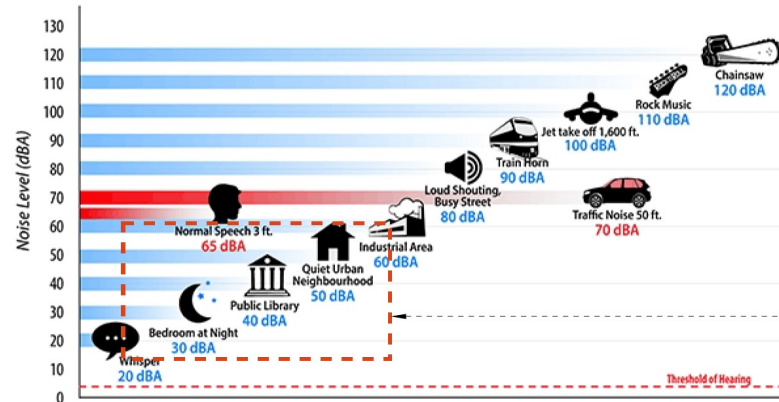 Noise Level (dBA)
130
120
110
100
90
80
70
60
50
40
30
20
10
0
Chainsaw
120 dBA
Rock Music
110 dBA
Jet take off 1,600 ft.
100 dBA
Train Horn
90 dBA
Loud Shouting,
Busy Street
80 dBA
Traffic Noise 50 ft.
70 dBA
Normal Speech 3 ft.
65 dBA
Industrial Area
60 dBA
Quiet Urban
Neighbourhood
50 dBA
Public Library
40 dBA
Bedroom at Night
30 dBA
Whisper
20 dBA
Threshold of Hearing